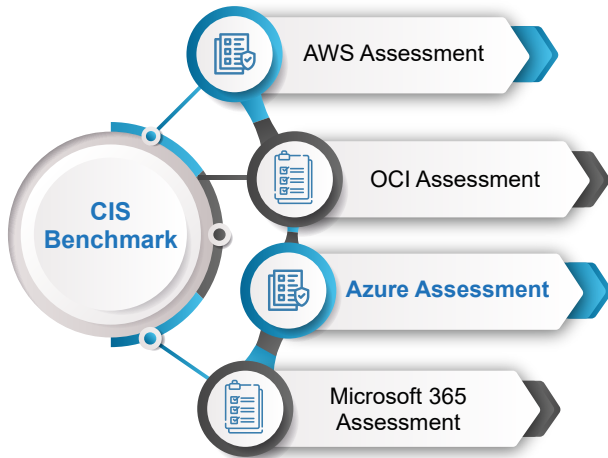 CIS
Benchmark
AWS Assessment
OCI Assessment
Azure Assessment
Microsoft 365
Assessment